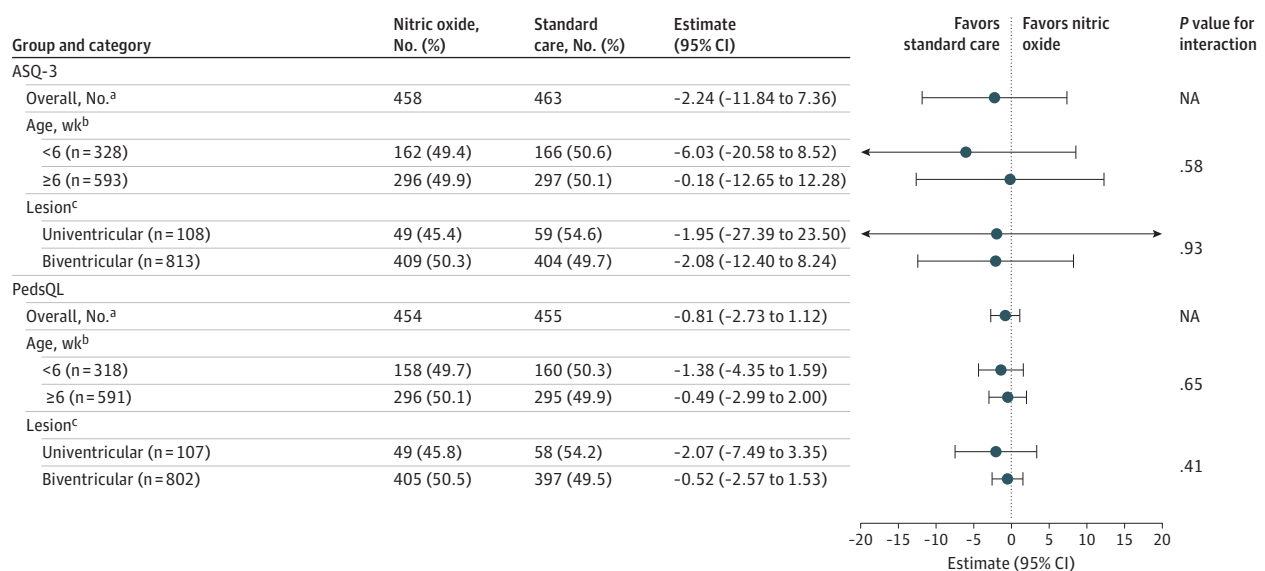 Group and category Nitric oxide, No. (%) Standard care, No. (%) Estimate (95% CI) Favors standard care Favors nitric oxide P value for interaction
ASQ-3
Overall, No.a 458 463 -2.24 (-11.84 to 7.36) NA
Age, wkb
<6 (n=328) 162 (49.4) 166 (50.6) -6.03 (-20.58 to 8.52)
.58
≥6 (n=593) 296 (49.9) 297 (50.1) -0.18 (-12.65 to 12.28)
Lesionc
Univentricular (n=108) 49 (45.4) 59 (54.6) -1.95 (-27.39 to 23.50)
.93
Biventricular (n=813) 409 (50.3) 404 (49.7) -2.08 (-12.40 to 8.24)
PedsQL
Overall, No.a 454 455 -0.81 (-2.73 to 1.12) NA
Age, wkb
<6 (n=318) 158 (49.7) 160 (50.3) -1.38 (-4.35 to 1.59)
.65
≥6 (n=591) 296 (50.1) 295 (49.9) -0.49 (-2.99 to 2.00)
Lesionc
Univentricular (n=107) 49 (45.8) 58 (54.2) -2.07 (-7.49 to 3.35)
.41
Biventricular (n=802) 405 (50.5) 397 (49.5) -0.52 (-2.57 to 1.53)
-20 -15 -10 -5 0 5 10 15 20
Estimate (95% CI)